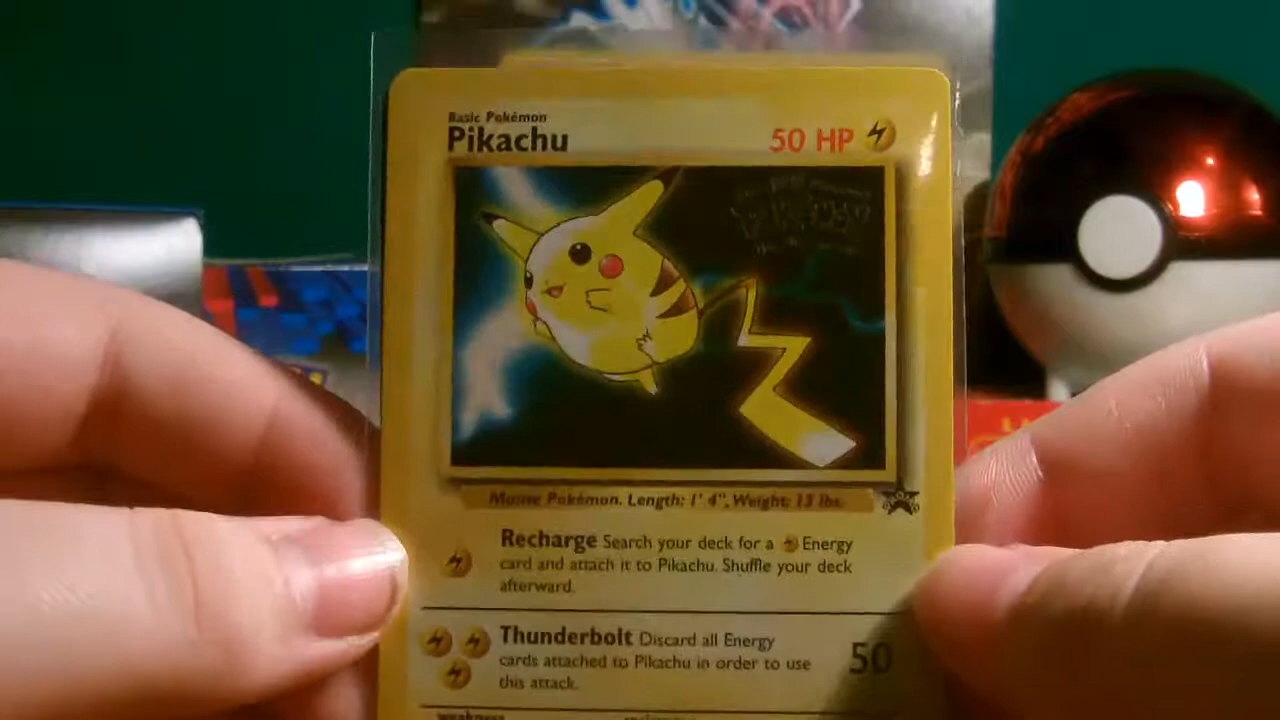 Basic Pokémon
Pikachu
50 HP
Mouse Pokémon. Length: 1' 4", Weight: 13 lbs.
Recharge Search your deck for a Energy
card and attach it to Pikachu. Shuffle your deck
afterward.
Thunderbolt Discard all Energy
cards attached to Pikachu in order to use
this attack.
50
weakness